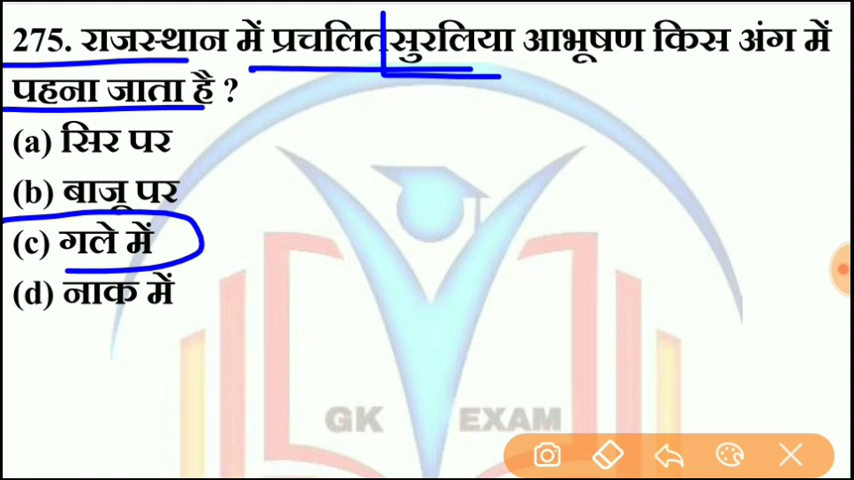 275. राजस्थान में प्रचलित सुरलिया आभूषण किस अंग में
पहना जाता है ?
(a) सिर पर
(b) बाजू पर
(c) गले में
(d) नाक में
GK EXAM